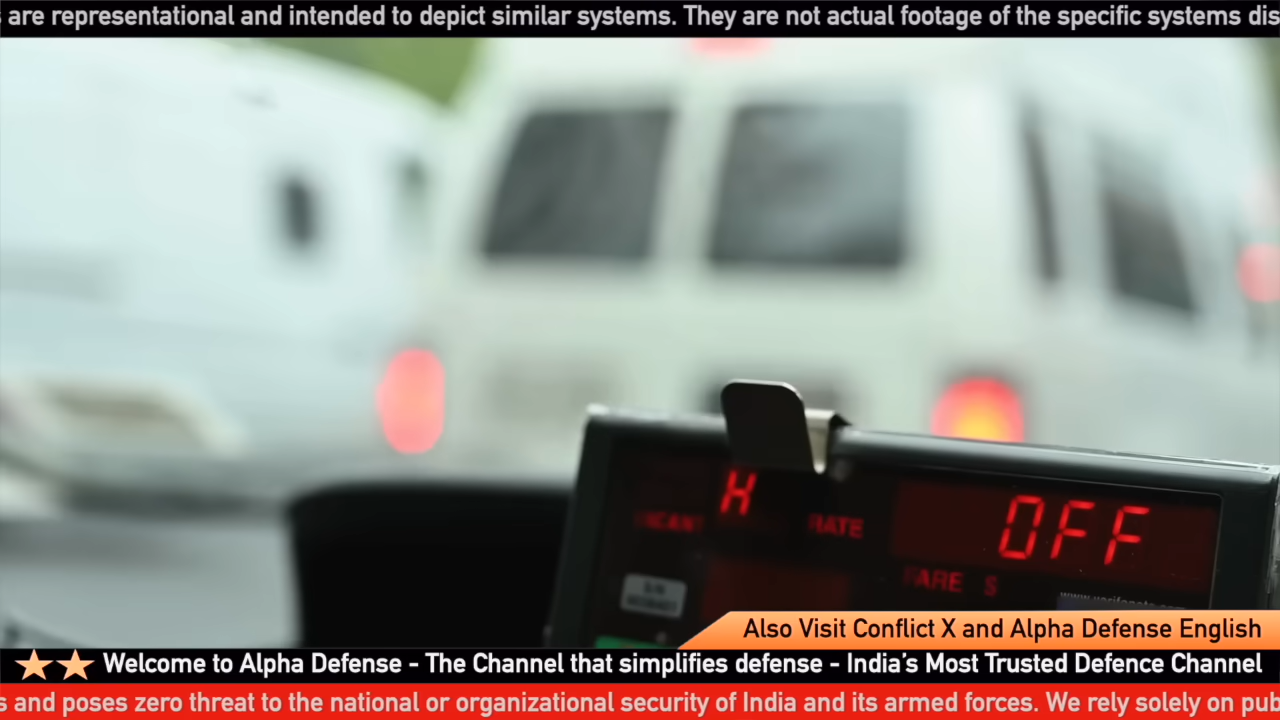 s are representational and intended to depict similar systems. They are not actual footage of the specific systems dis
H
RATE
OFF
FARE $
Also Visit Conflict X and Alpha Defense English
Welcome to Alpha Defense - The Channel that simplifies defense - India's Most Trusted Defence Channel
s and poses zero threat to the national or organizational security of India and its armed forces. We rely solely on pub